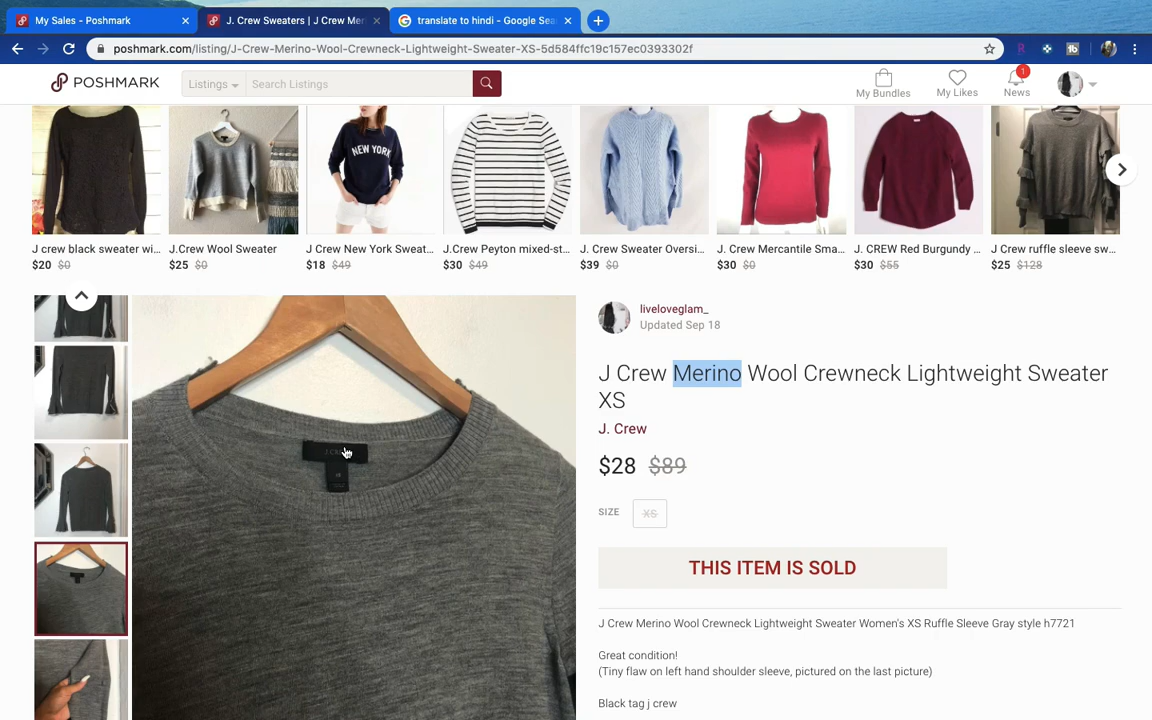 My Sales - Poshmark
J. Crew Sweaters | J Crew Mer
translate to hindi - Google Sea
poshmark.com/listing/J-Crew-Merino-Wool-Crewneck-Lightweight-Sweater-XS-5d584ffc19c157ec0393302f
POSHMARK
Listings
Search Listings
My Bundles
My Likes
1
News
NEW YORK
J crew black sweater wi...
$20 $0
J.Crew Wool Sweater
$25 $0
J Crew New York Sweat...
$18 $49
J.Crew Peyton mixed-st...
$30 $49
J. Crew Sweater Oversi...
$39 $0
J. Crew Mercantile Sma...
$30 $0
J. CREW Red Burgundy ...
$30 $55
J Crew ruffle sleeve sw...
$25 $128
liveloveglam_
Updated Sep 18
J Crew Merino Wool Crewneck Lightweight Sweater
XS
J. Crew
$28 $89
SIZE
XS
THIS ITEM IS SOLD
J Crew Merino Wool Crewneck Lightweight Sweater Women's XS Ruffle Sleeve Gray style h7721
Great condition!
(Tiny flaw on left hand shoulder sleeve, pictured on the last picture)
Black tag j crew